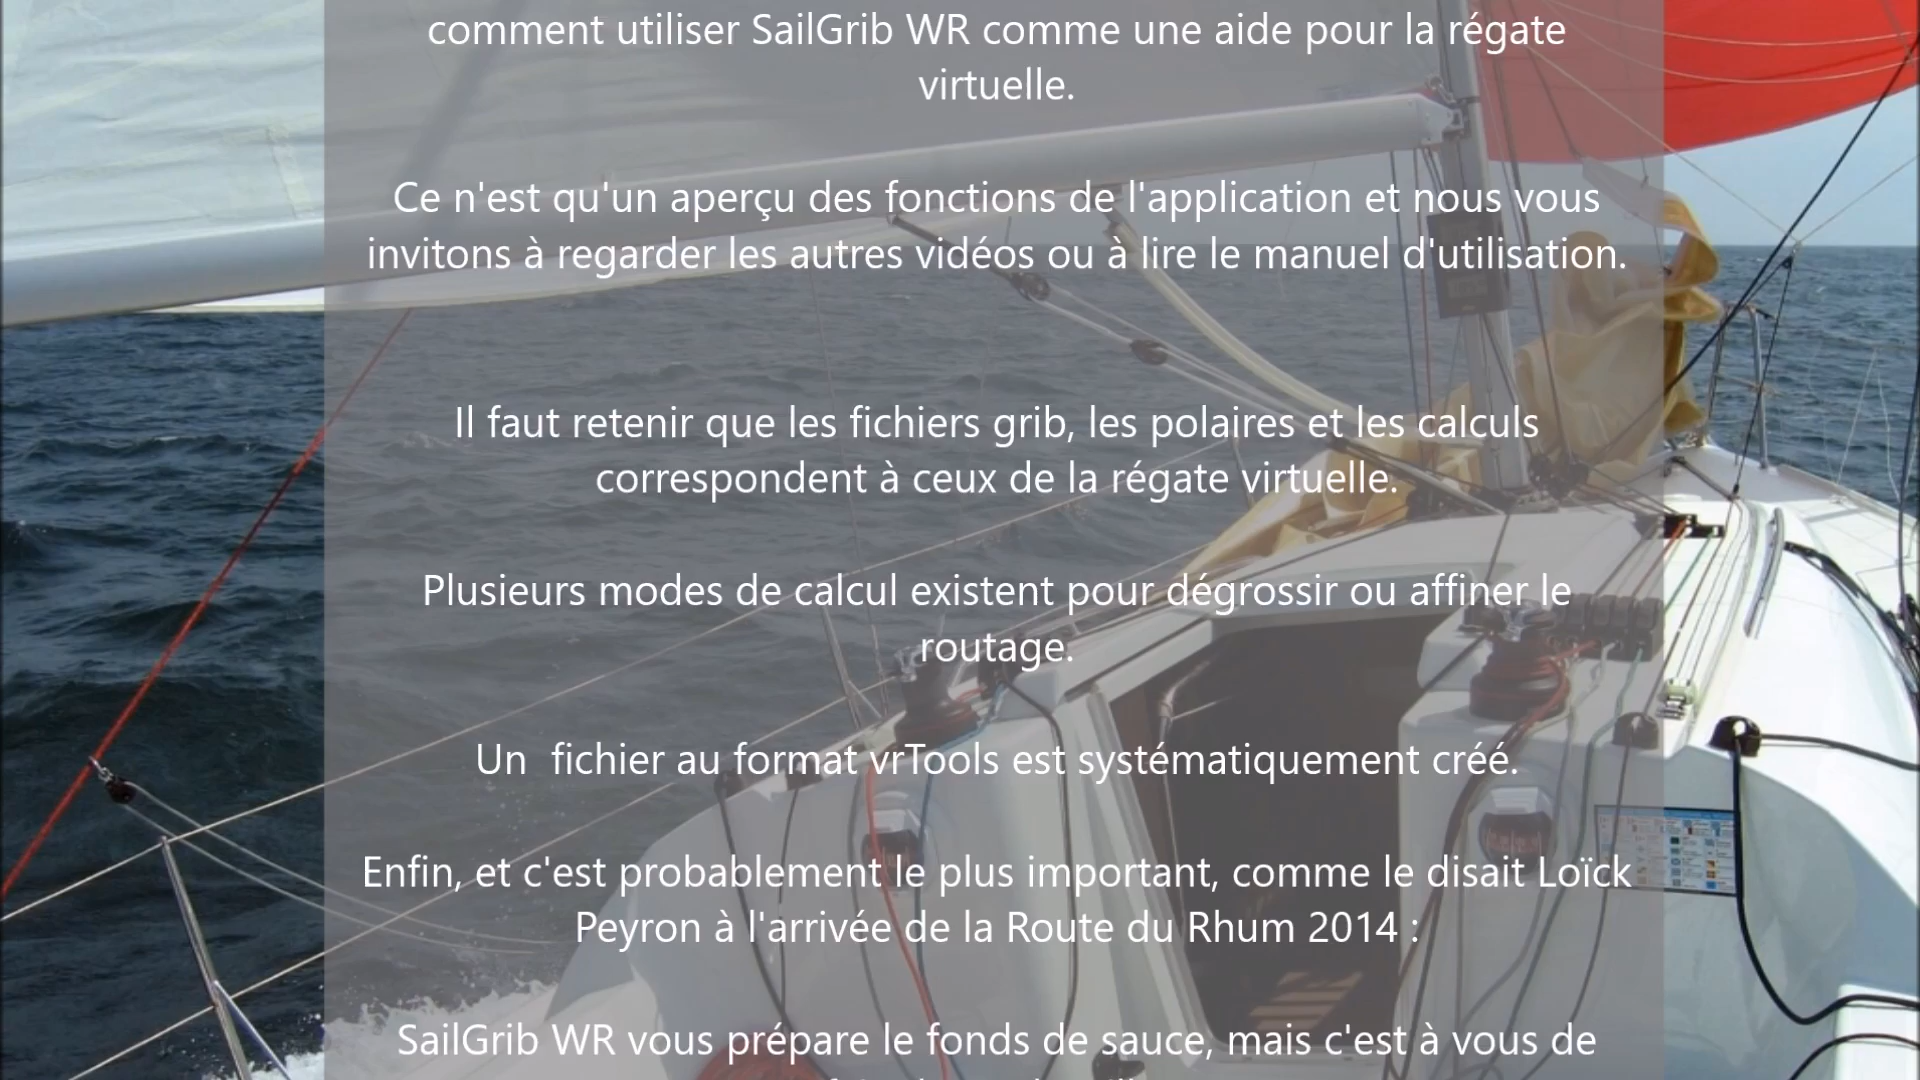 comment utiliser SailGrib WR comme une aide pour la régate
virtuelle.
Ce n'est qu'un aperçu des fonctions de l'application et nous vous
invitons à regarder les autres vidéos ou à lire le manuel d'utilisation.
Il faut retenir que les fichiers grib, les polaires et les calculs
correspondent à ceux de la régate virtuelle.
Plusieurs modes de calcul existent pour dégrossir ou affiner le
routage.
Un  fichier au format vrTools est systématiquement créé.
Enfin, et c'est probablement le plus important, comme le disait Loïck
Peyron à l'arrivée de la Route du Rhum 2014 :
SailGrib WR vous prépare le fonds de sauce, mais c'est à vous de